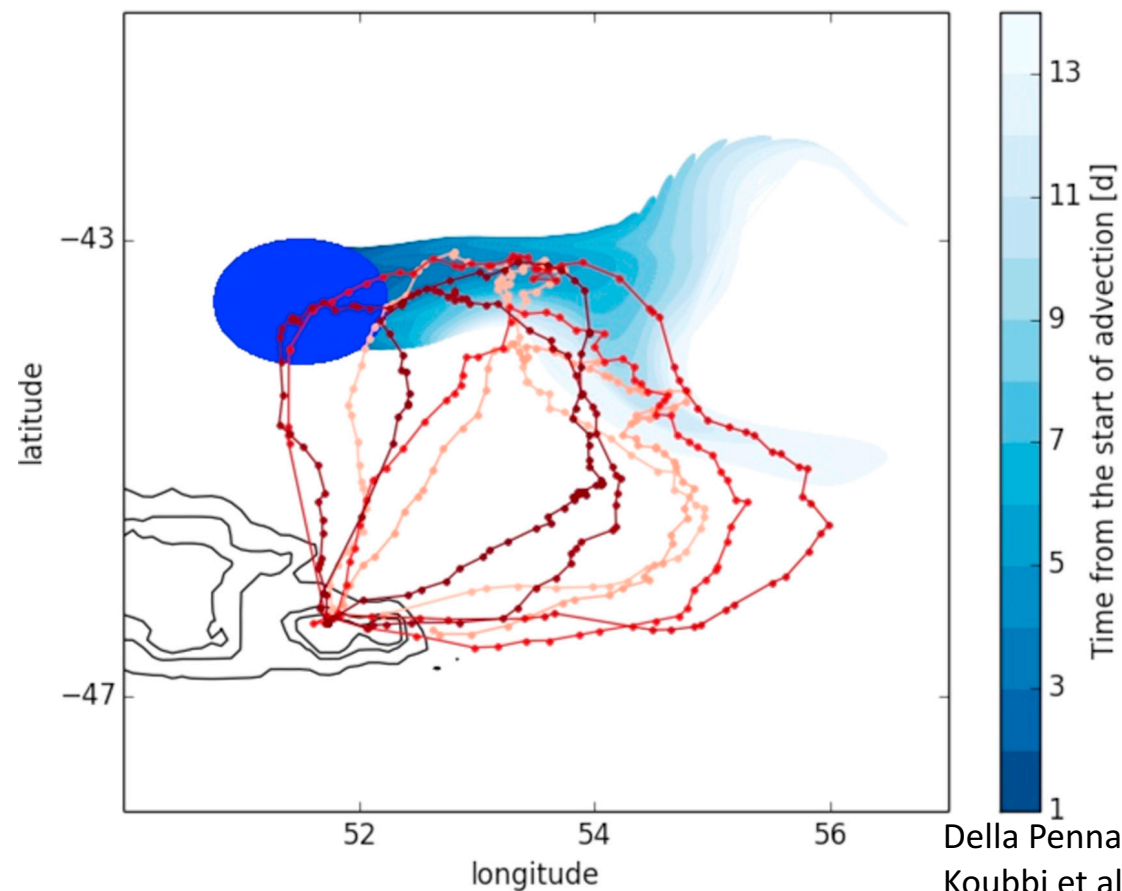 −43
−47
latitude
52
54
56
longitude
13
11
9
7
5
3
1
Time from the start of advection [d]
Della Penna
Koubbi et al